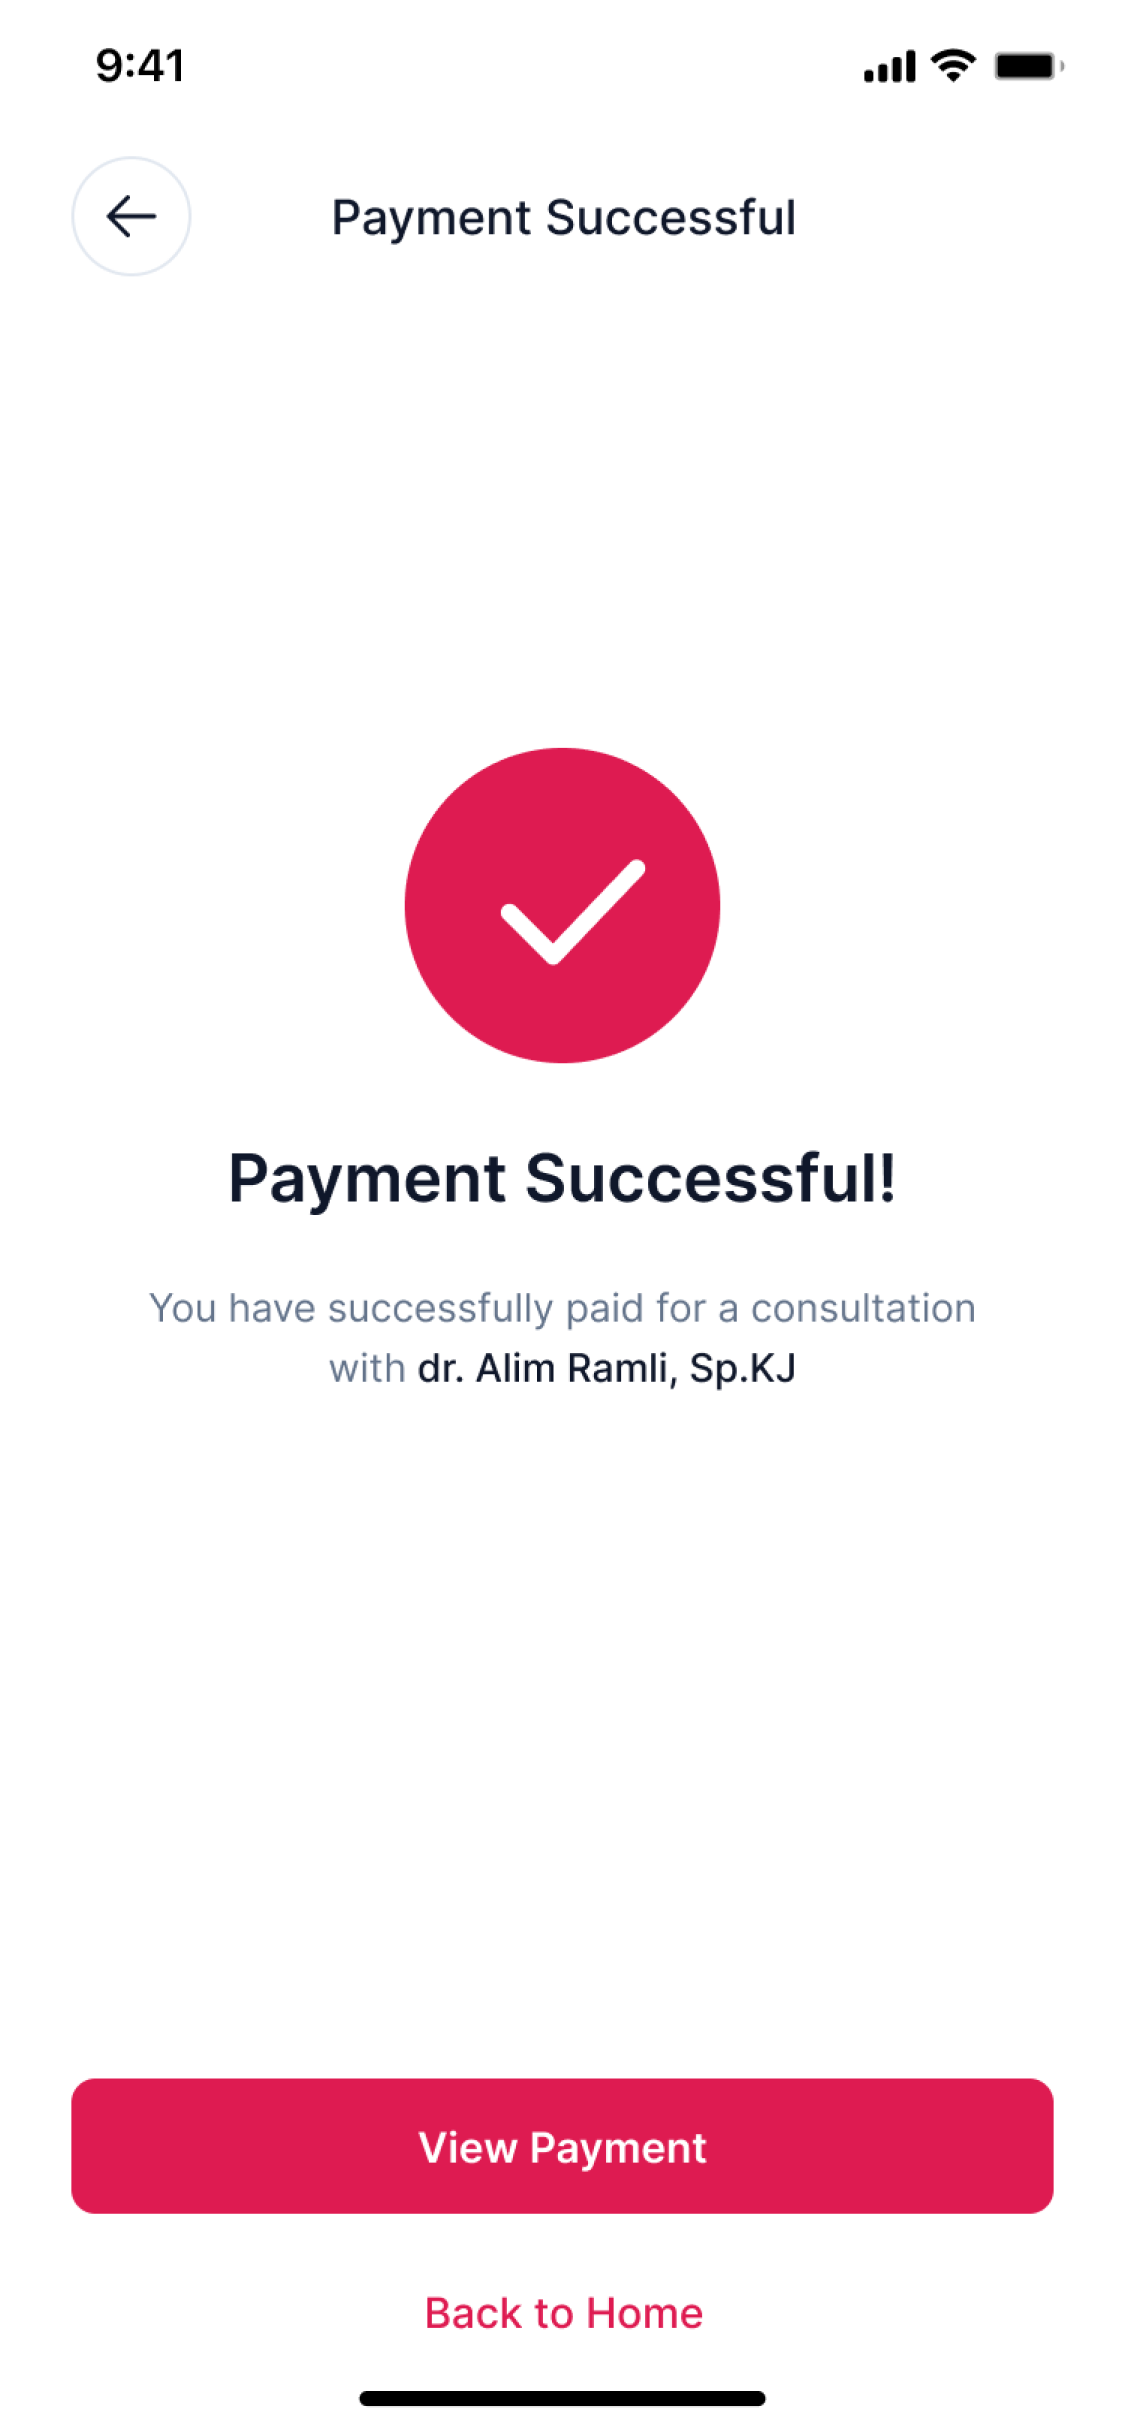 9:41
Payment Successful
Payment Successful!
You have successfully paid for a consultation
with dr. Alim Ramli, Sp.KJ
View Payment
Back to Home